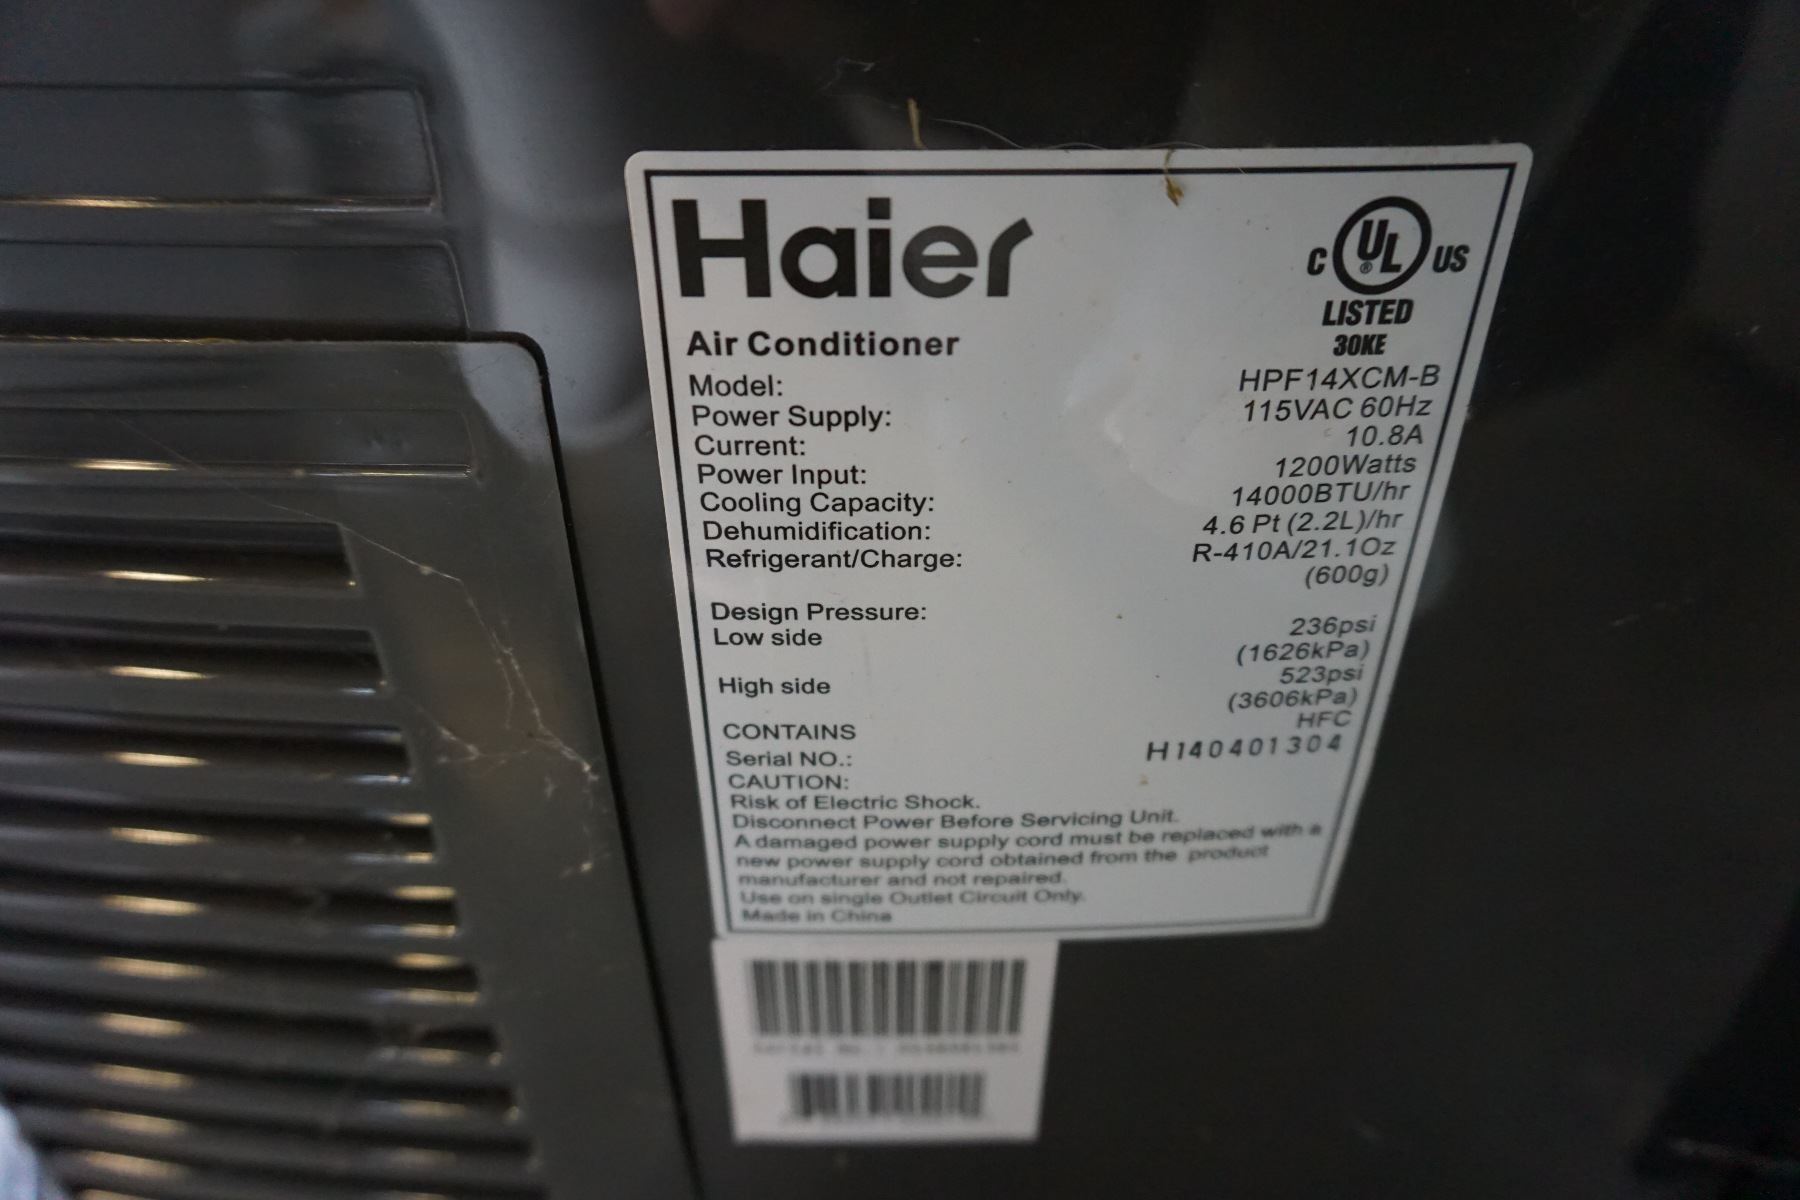 Haier
C UL® US
LISTED
30KE
Air Conditioner
Model: HPF14XCM-B
Power Supply: 115VAC 60Hz
Current: 10.8A
Power Input: 1200Watts
Cooling Capacity: 14000BTU/hr
Dehumidification: 4.6 Pt (2.2L)/hr
Refrigerant/Charge: R-410A/21.1Oz
(600g)
Design Pressure:
Low side 236psi
(1626kPa)
High side 523psi
(3606kPa)
CONTAINS HFC
Serial NO.: H140401304
CAUTION:
Risk of Electric Shock.
Disconnect Power Before Servicing Unit.
A damaged power supply cord must be replaced with a
new power supply cord obtained from the product
manufacturer and not repaired.
Use on single Outlet Circuit Only.
Made in China